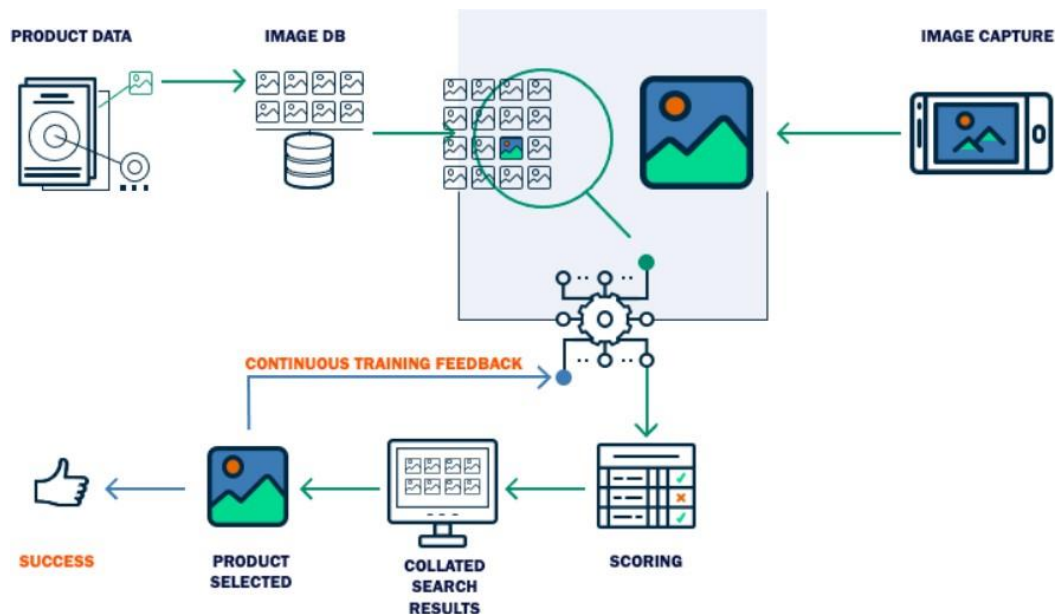 PRODUCT DATA
IMAGE DB
IMAGE CAPTURE
CONTINUOUS TRAINING FEEDBACK
SUCCESS
PRODUCT
SELECTED
COLLATED
SEARCH
RESULTS
SCORING